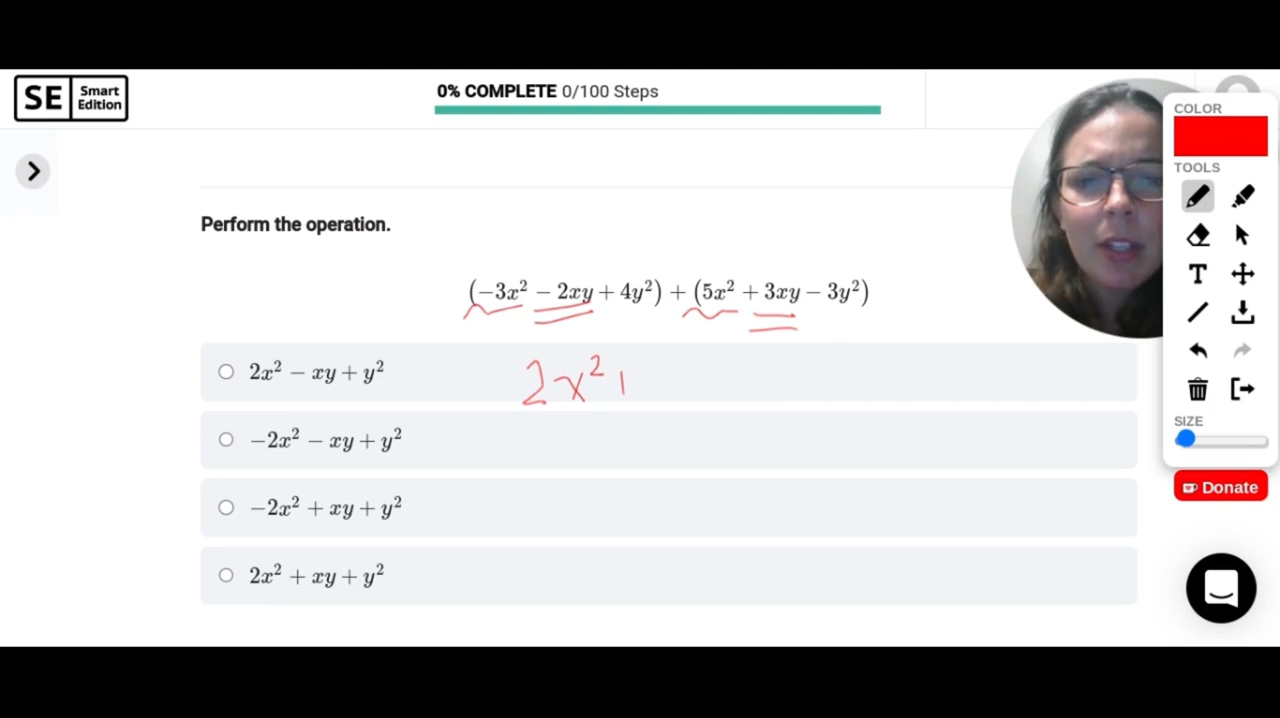 SE Smart Edition
0% COMPLETE 0/100 Steps
COLOR
TOOLS
T
SIZE
Donate
Perform the operation.
(−3x² − 2xy + 4y²) + (5x² + 3xy − 3y²)
2x²
2x² − xy + y²
−2x² − xy + y²
−2x² + xy + y²
2x² + xy + y²